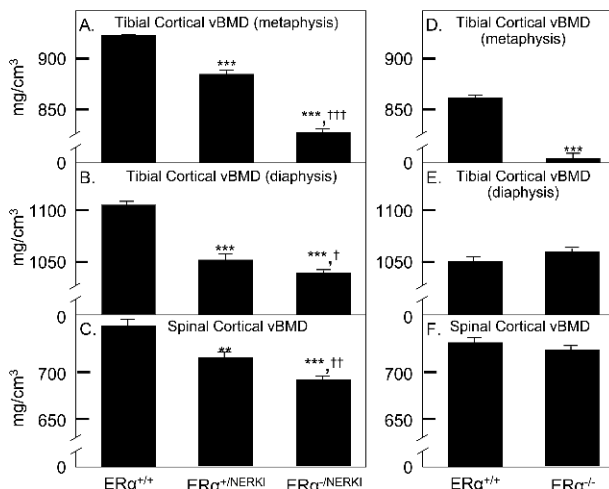 A. Tibial Cortical vBMD (metaphysis)
mg/cm³
900
850
0
***
***, †††
B. Tibial Cortical vBMD (diaphysis)
mg/cm³
1100
1050
0
***
***, †
C. Spinal Cortical vBMD
mg/cm³
700
650
0
**
***, ††
ERα+/+ ERα+/NERKI ERα-/NERKI
D. Tibial Cortical vBMD
(metaphysis)
900
850
0
***
E. Tibial Cortical vBMD
(diaphysis)
1100
1050
0
F. Spinal Cortical vBMD
700
650
0
ERα+/+ ERα-/-